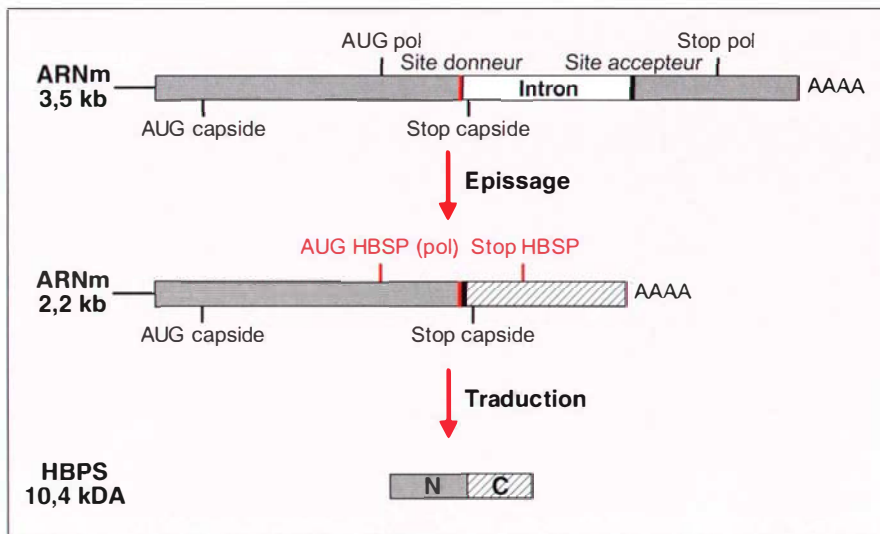 AUG pol
Stop pol
Site donneur
Site accepteur
ARNm
3,5 kb
Intron
AAAA
AUG capside
Stop capside
Epissage
AUG HBSP (pol) Stop HBSP
ARNm
2,2 kb
AAAA
AUG capside
Stop capside
Traduction
HBPS
10,4 kDA
N
C